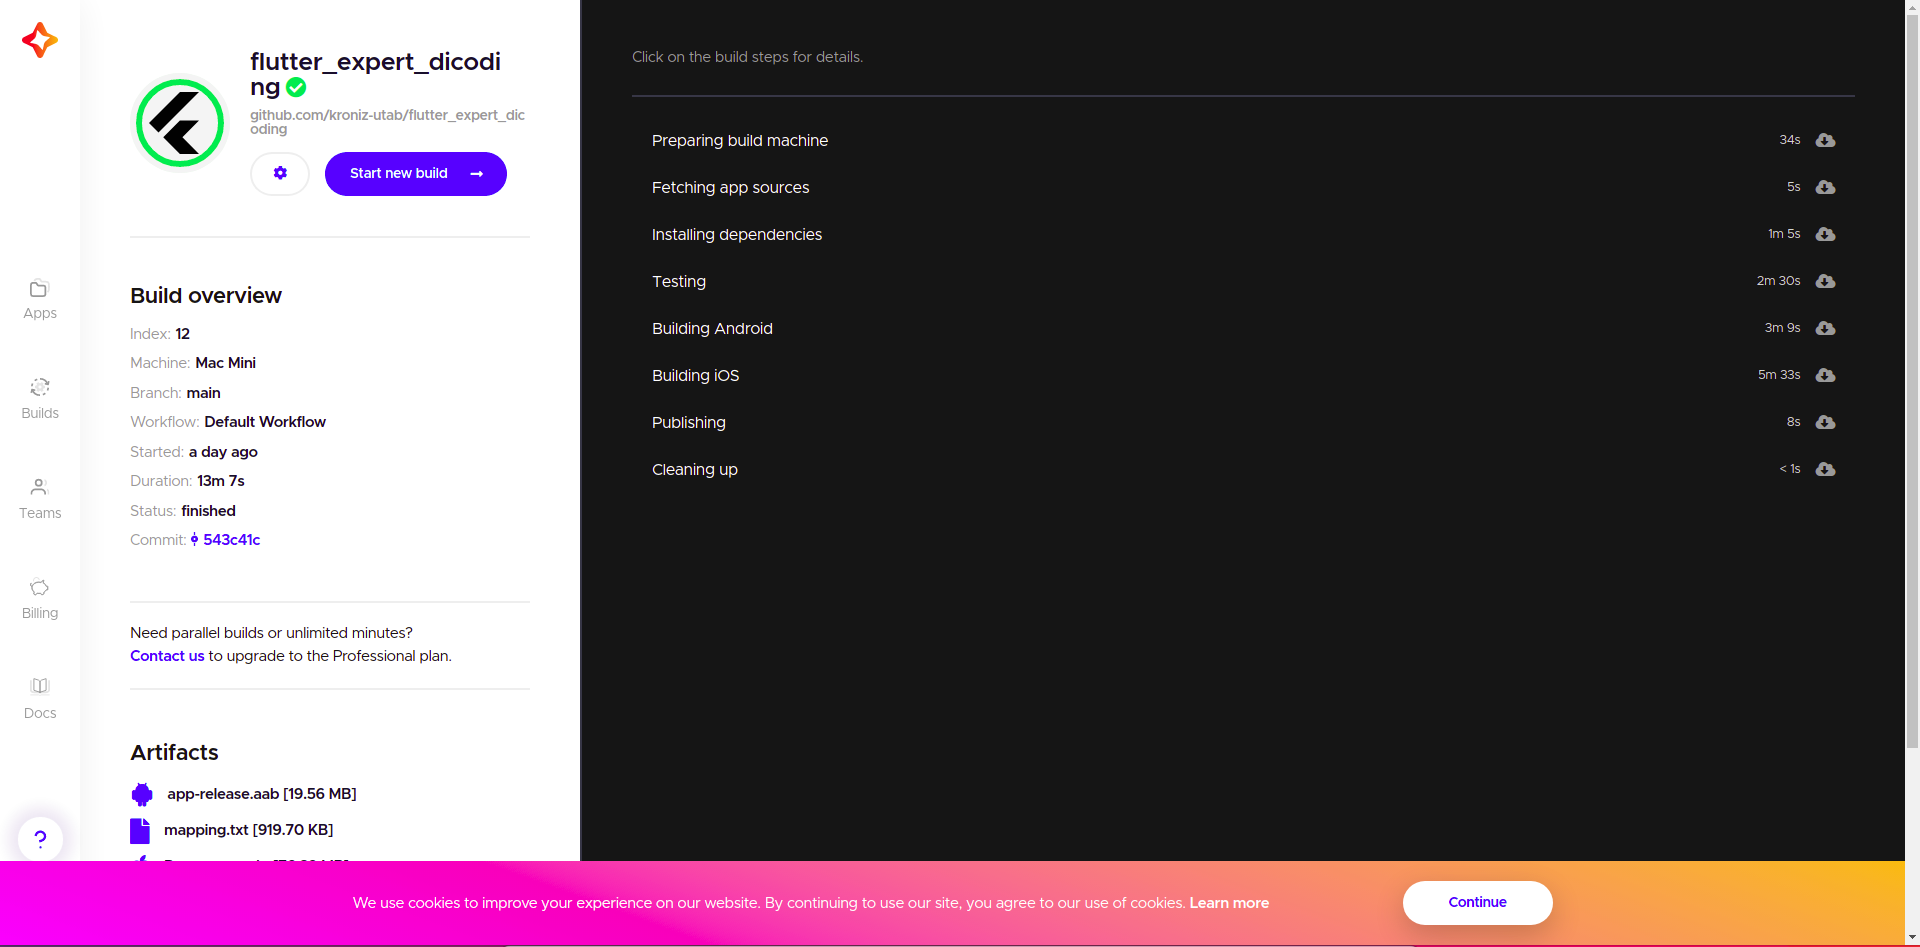 flutter_expert_dicodi
ng
github.com/kroniz-utab/flutter_expert_dic
oding
Start new build
Apps
Builds
Teams
Billing
Docs
?
Build overview
Index: 12
Machine: Mac Mini
Branch: main
Workflow: Default Workflow
Started: a day ago
Duration: 13m 7s
Status: finished
Commit: 543c41c
Need parallel builds or unlimited minutes?
Contact us to upgrade to the Professional plan.
Artifacts
app-release.aab [19.56 MB]
mapping.txt [919.70 KB]
Click on the build steps for details.
Preparing build machine 34s
Fetching app sources 5s
Installing dependencies 1m 5s
Testing 2m 30s
Building Android 3m 9s
Building iOS 5m 33s
Publishing 8s
Cleaning up < 1s
We use cookies to improve your experience on our website. By continuing to use our site, you agree to our use of cookies. Learn more
Continue